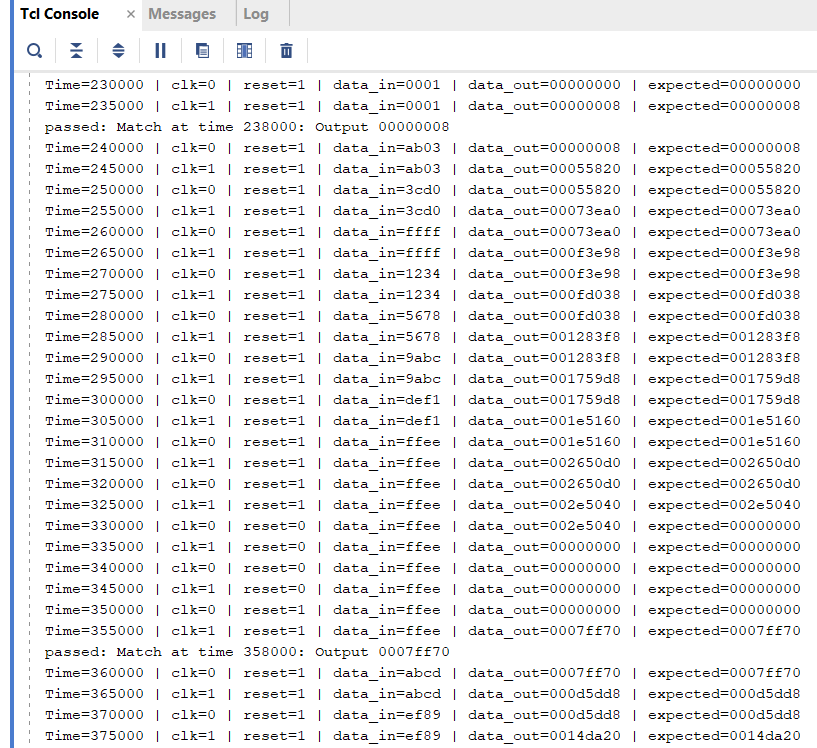 Tcl Console × Messages Log
Time=230000 | clk=0 | reset=1 | data_in=0001 | data_out=00000000 | expected=00000000
Time=235000 | clk=1 | reset=1 | data_in=0001 | data_out=00000008 | expected=00000008
passed: Match at time 238000: Output 00000008
Time=240000 | clk=0 | reset=1 | data_in=ab03 | data_out=00000008 | expected=00000008
Time=245000 | clk=1 | reset=1 | data_in=ab03 | data_out=00055820 | expected=00055820
Time=250000 | clk=0 | reset=1 | data_in=3cd0 | data_out=00055820 | expected=00055820
Time=255000 | clk=1 | reset=1 | data_in=3cd0 | data_out=00073ea0 | expected=00073ea0
Time=260000 | clk=0 | reset=1 | data_in=ffff | data_out=00073ea0 | expected=00073ea0
Time=265000 | clk=1 | reset=1 | data_in=ffff | data_out=000f3e98 | expected=000f3e98
Time=270000 | clk=0 | reset=1 | data_in=1234 | data_out=000f3e98 | expected=000f3e98
Time=275000 | clk=1 | reset=1 | data_in=1234 | data_out=000fd038 | expected=000fd038
Time=280000 | clk=0 | reset=1 | data_in=5678 | data_out=000fd038 | expected=000fd038
Time=285000 | clk=1 | reset=1 | data_in=5678 | data_out=001283f8 | expected=001283f8
Time=290000 | clk=0 | reset=1 | data_in=9abc | data_out=001283f8 | expected=001283f8
Time=295000 | clk=1 | reset=1 | data_in=9abc | data_out=001759d8 | expected=001759d8
Time=300000 | clk=0 | reset=1 | data_in=def1 | data_out=001759d8 | expected=001759d8
Time=305000 | clk=1 | reset=1 | data_in=def1 | data_out=001e5160 | expected=001e5160
Time=310000 | clk=0 | reset=1 | data_in=ffee | data_out=001e5160 | expected=001e5160
Time=315000 | clk=1 | reset=1 | data_in=ffee | data_out=002650d0 | expected=002650d0
Time=320000 | clk=0 | reset=1 | data_in=ffee | data_out=002650d0 | expected=002650d0
Time=325000 | clk=1 | reset=1 | data_in=ffee | data_out=002e5040 | expected=002e5040
Time=330000 | clk=0 | reset=0 | data_in=ffee | data_out=002e5040 | expected=00000000
Time=335000 | clk=1 | reset=0 | data_in=ffee | data_out=00000000 | expected=00000000
Time=340000 | clk=0 | reset=0 | data_in=ffee | data_out=00000000 | expected=00000000
Time=345000 | clk=1 | reset=0 | data_in=ffee | data_out=00000000 | expected=00000000
Time=350000 | clk=0 | reset=1 | data_in=ffee | data_out=00000000 | expected=00000000
Time=355000 | clk=1 | reset=1 | data_in=ffee | data_out=0007ff70 | expected=0007ff70
passed: Match at time 358000: Output 0007ff70
Time=360000 | clk=0 | reset=1 | data_in=abcd | data_out=0007ff70 | expected=0007ff70
Time=365000 | clk=1 | reset=1 | data_in=abcd | data_out=000d5dd8 | expected=000d5dd8
Time=370000 | clk=0 | reset=1 | data_in=ef89 | data_out=000d5dd8 | expected=000d5dd8
Time=375000 | clk=1 | reset=1 | data_in=ef89 | data_out=0014da20 | expected=0014da20